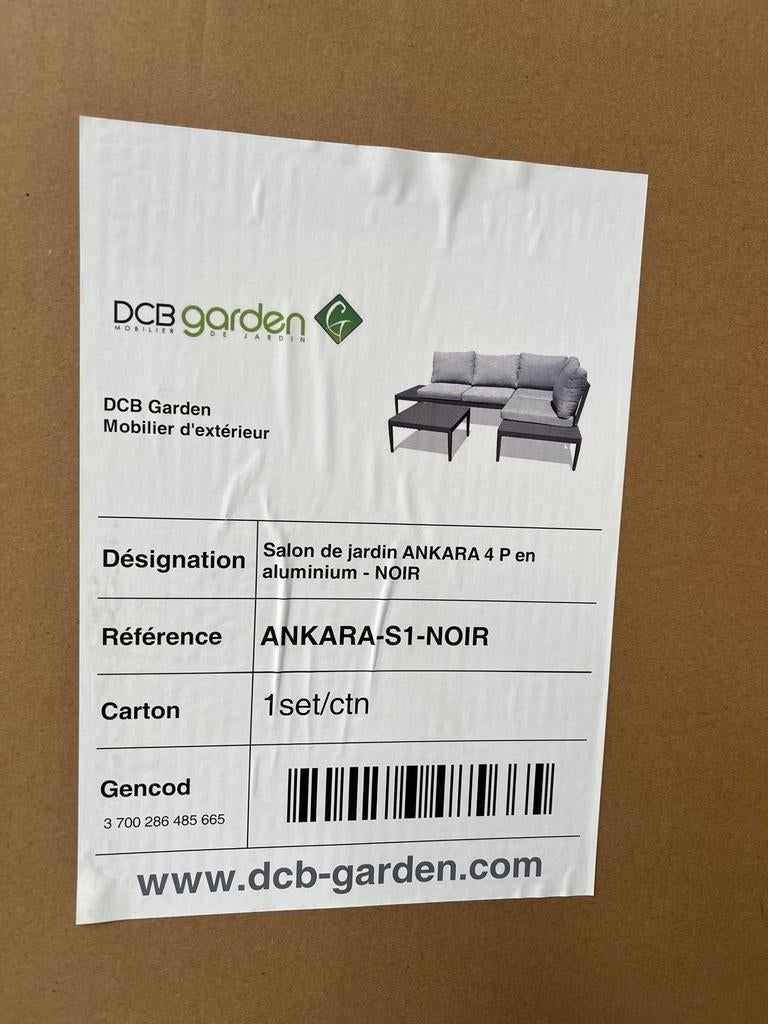 DCB garden
MOBILIER DE JARDIN
DCB Garden
Mobilier d'extérieur
Désignation
Salon de jardin ANKARA 4 P en
aluminium - NOIR
Référence
ANKARA-S1-NOIR
Carton
1set/ctn
Gencod
3 700 286 485 665
www.dcb-garden.com